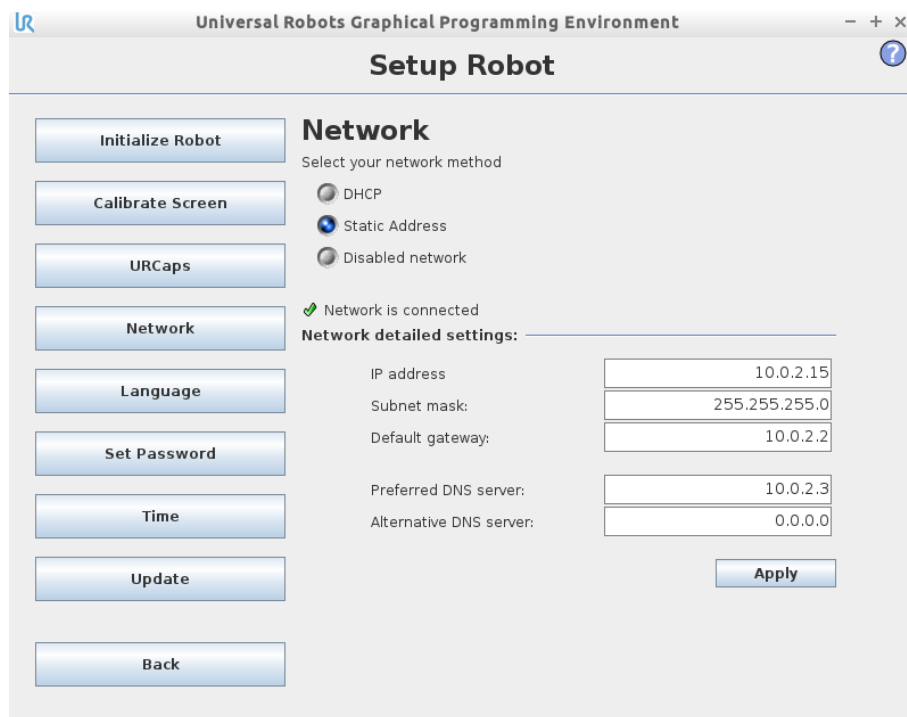 UR Universal Robots Graphical Programming Environment
Setup Robot
?
Initialize Robot
Calibrate Screen
URCaps
Network
Language
Set Password
Time
Update
Back
Network
Select your network method
DHCP
Static Address
Disabled network
Network is connected
Network detailed settings:
IP address 10.0.2.15
Subnet mask: 255.255.255.0
Default gateway: 10.0.2.2
Preferred DNS server: 10.0.2.3
Alternative DNS server: 0.0.0.0
Apply